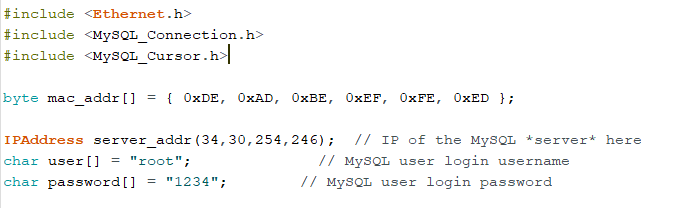 #include <Ethernet.h>
#include <MySQL_Connection.h>
#include <MySQL_Cursor.h>
byte mac_addr[] = { 0xDE, 0xAD, 0xBE, 0xEF, 0xFE, 0xED };
IPAddress server_addr(34,30,254,246);  // IP of the MySQL *server* here
char user[] = "root";              // MySQL user login username
char password[] = "1234";        // MySQL user login password